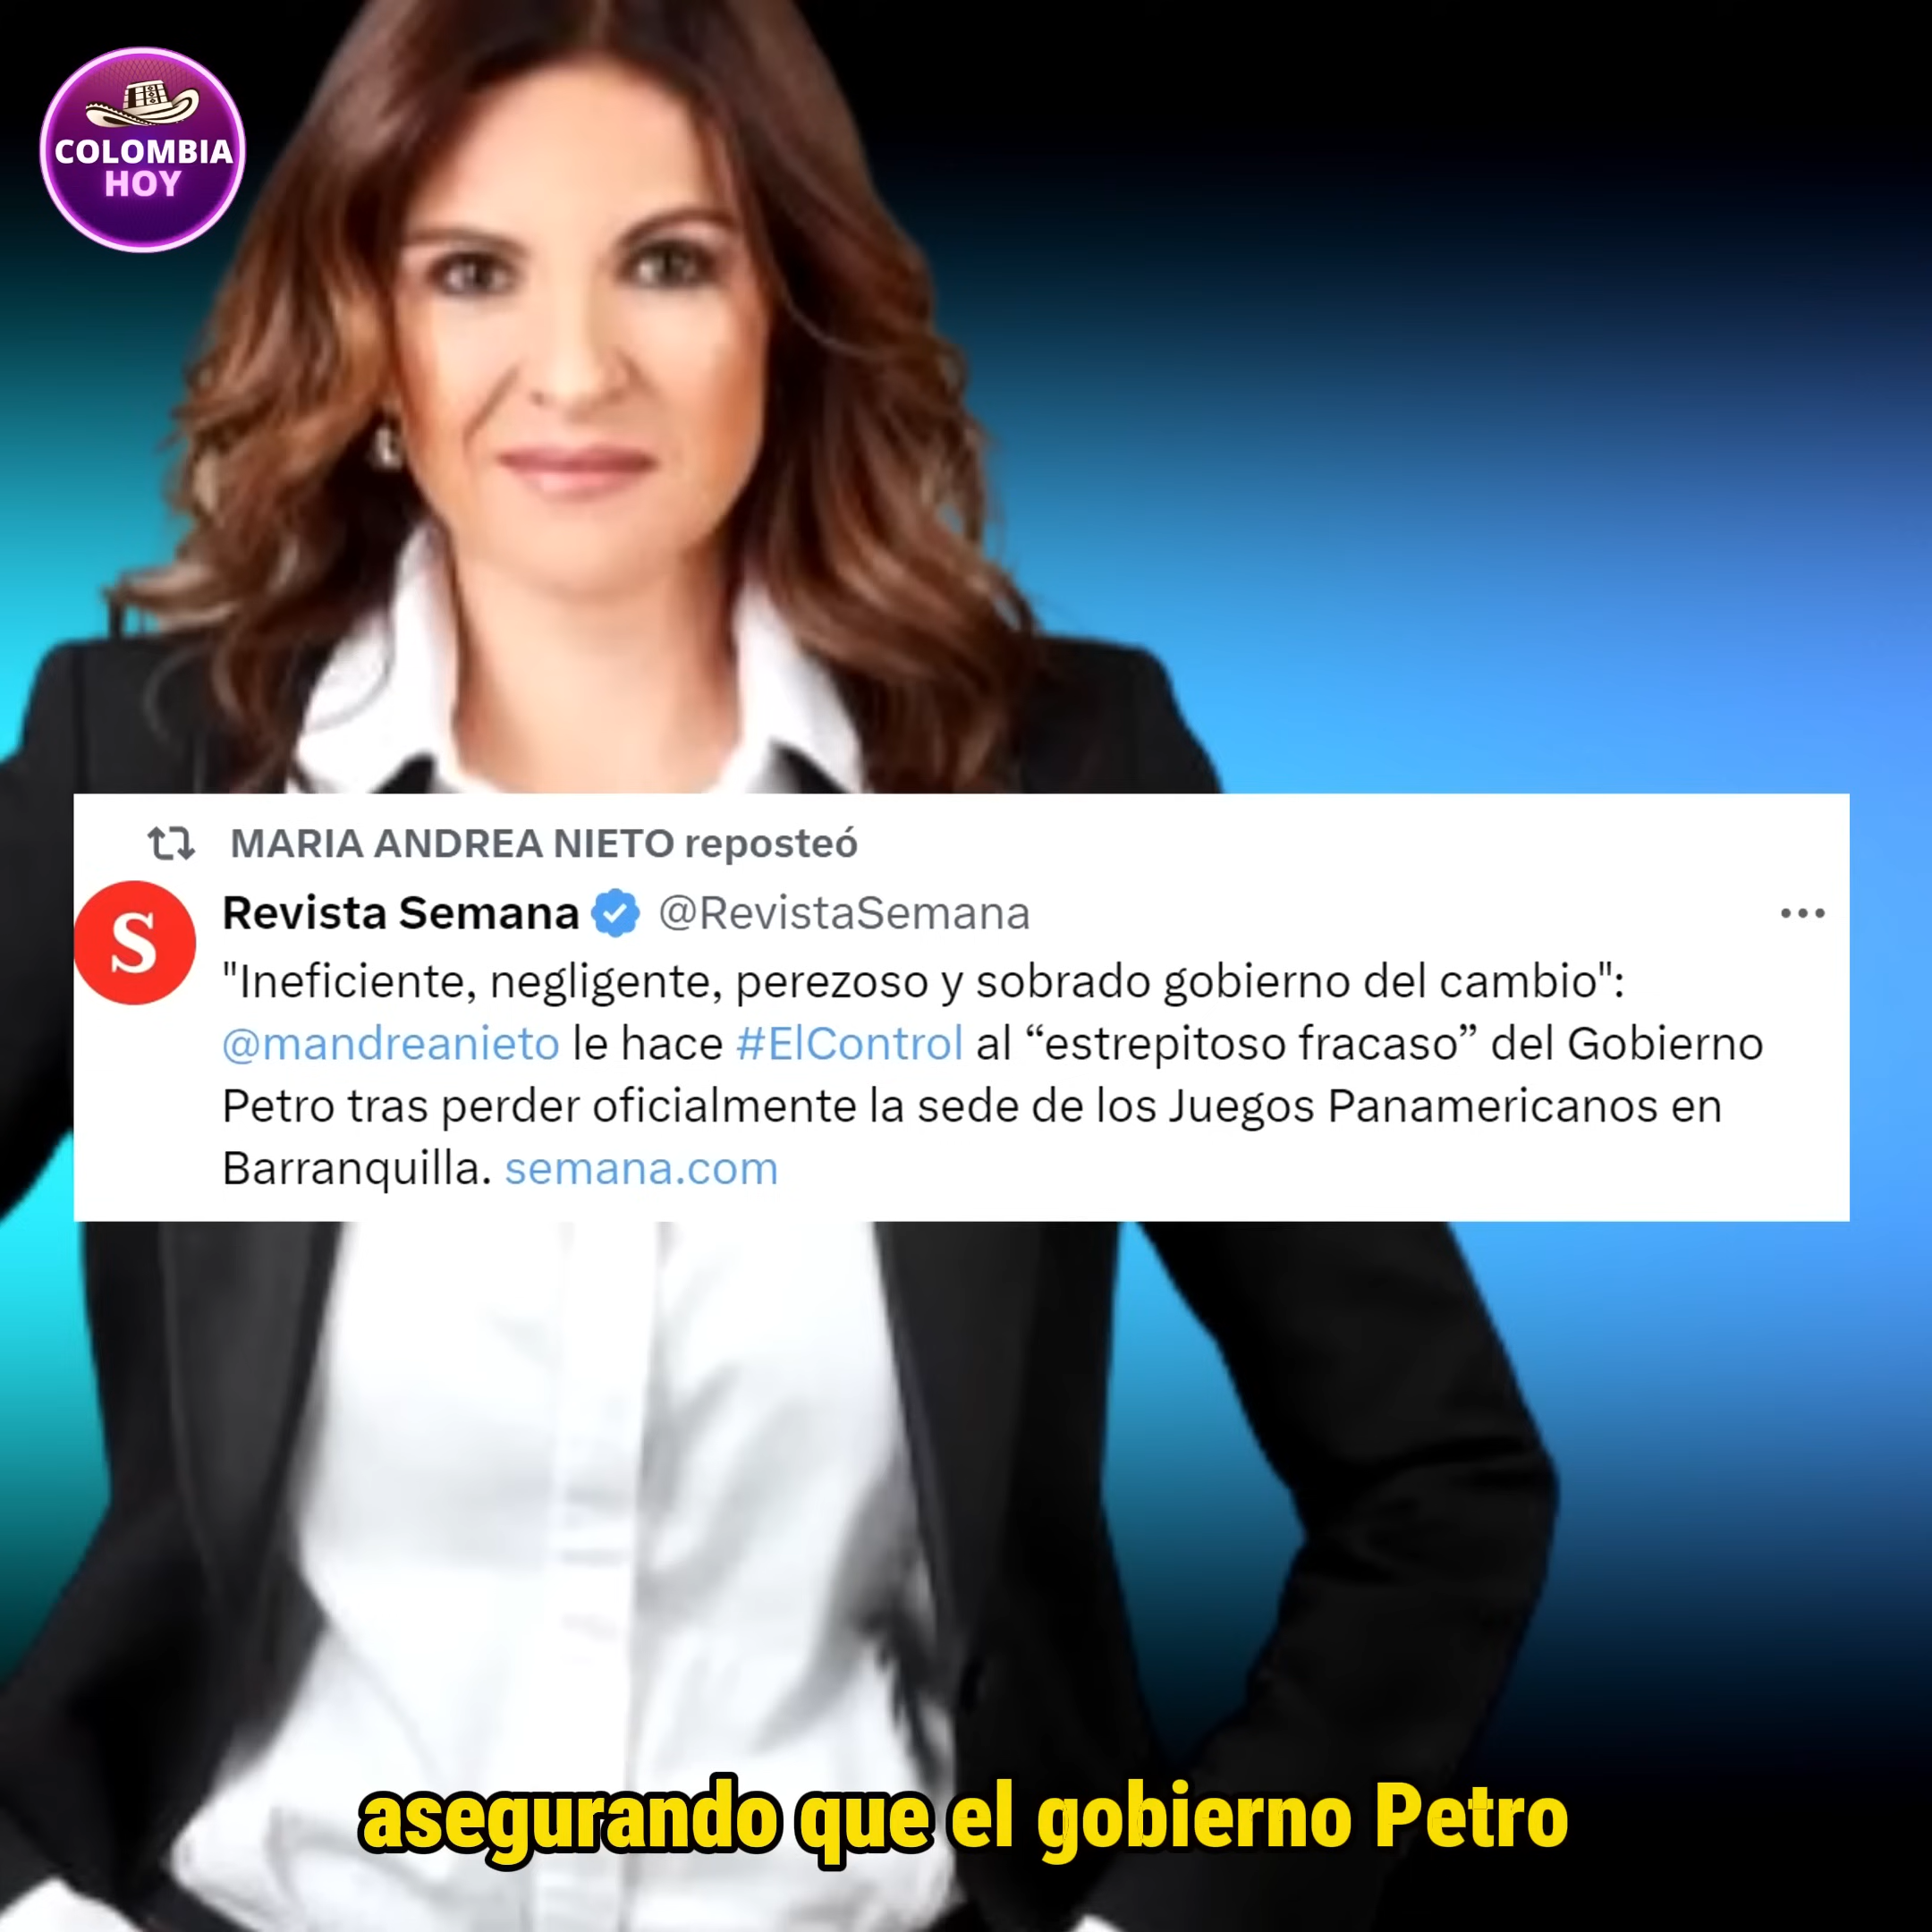 COLOMBIA
HOY
MARIA ANDREA NIETO reposteó
S
Revista Semana @RevistaSemana
"Ineficiente, negligente, perezoso y sobrado gobierno del cambio":
@mandreanieto le hace #ElControl al “estrepitoso fracaso” del Gobierno
Petro tras perder oficialmente la sede de los Juegos Panamericanos en
Barranquilla. semana.com
asegurando que el gobierno Petro